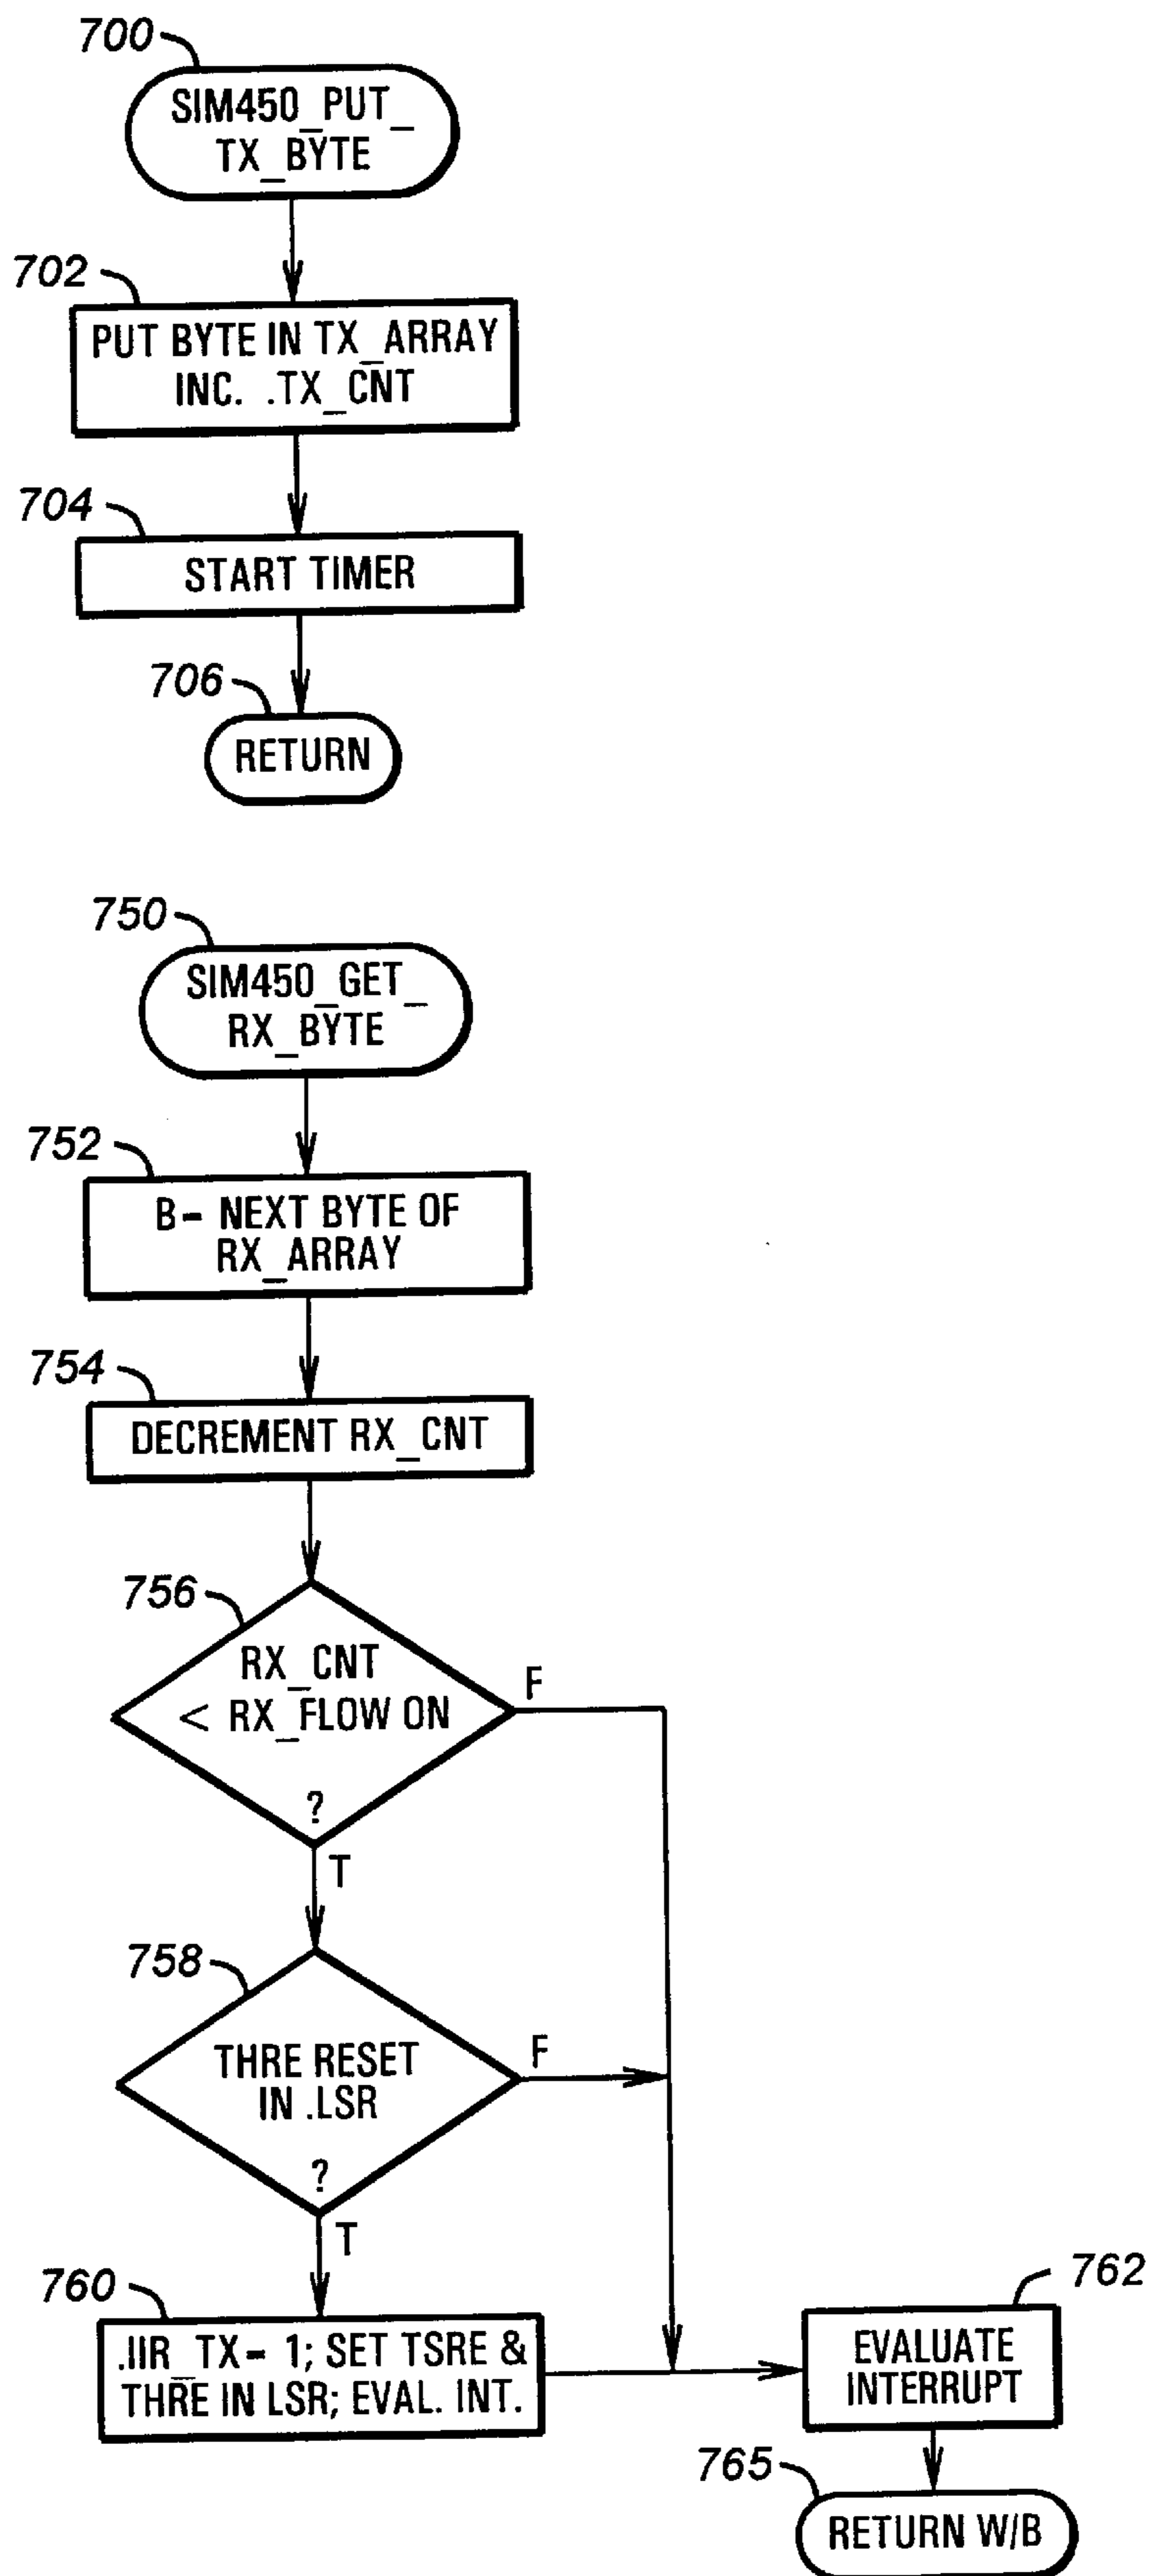 700
SIM450_PUT_
TX_BYTE
702
PUT BYTE IN TX_ARRAY
INC. .TX_CNT
704
START TIMER
706
RETURN
750
SIM450_GET_
RX_BYTE
752
B– NEXT BYTE OF
RX_ARRAY
754
DECREMENT RX_CNT
756
RX_CNT
< RX_FLOW ON
?
F
T
758
THRE RESET
IN .LSR
?
F
T
760
.IIR_TX– 1; SET TSRE &
THRE IN LSR; EVAL. INT.
762
EVALUATE
INTERRUPT
765
RETURN W/B